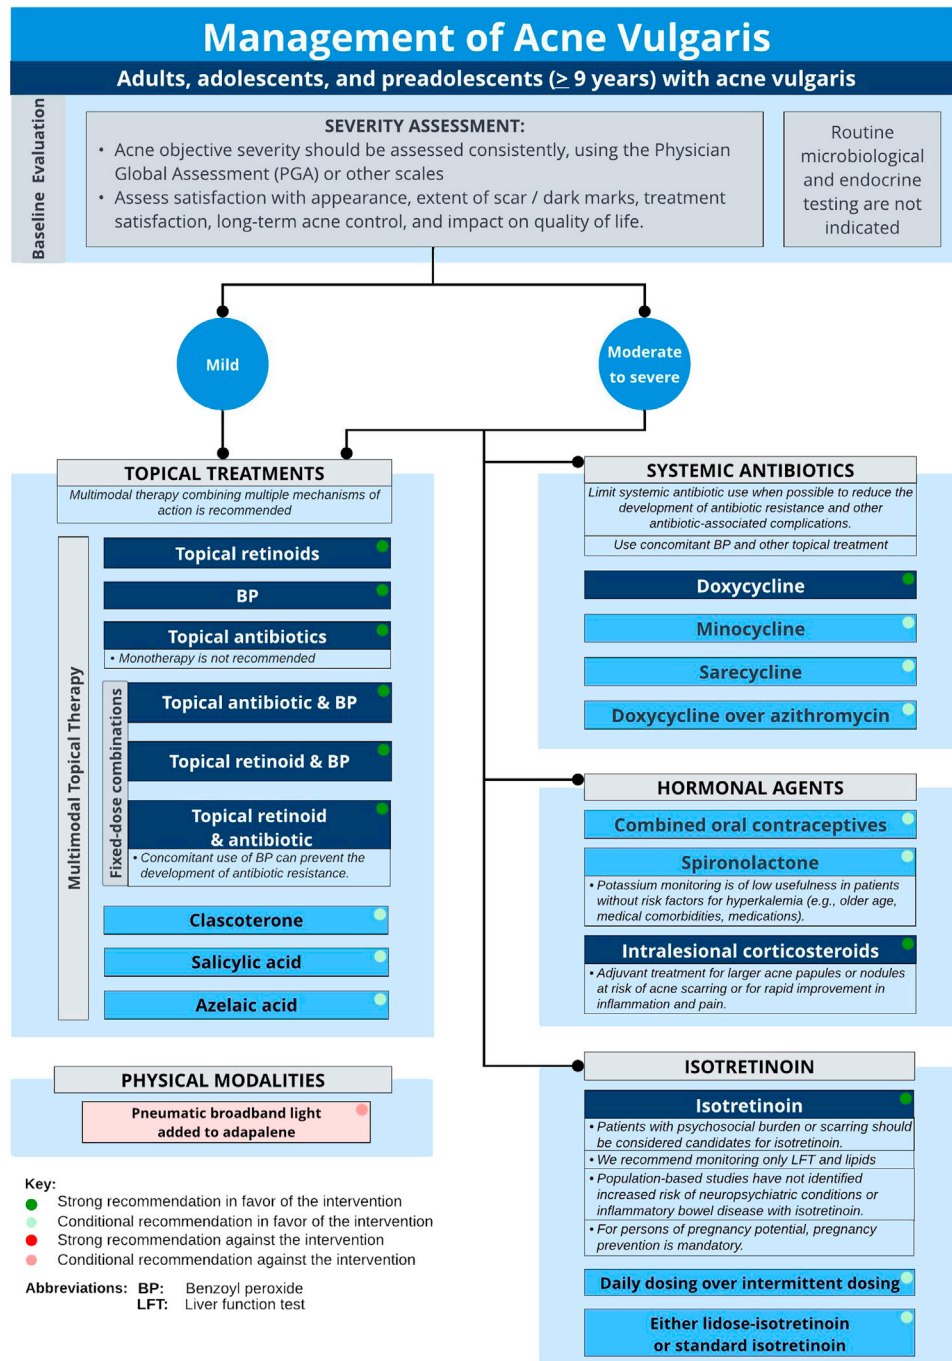 Management of Acne Vulgaris
Adults, adolescents, and preadolescents (≥ 9 years) with acne vulgaris
Baseline Evaluation
SEVERITY ASSESSMENT:
• Acne objective severity should be assessed consistently, using the Physician
Global Assessment (PGA) or other scales
• Assess satisfaction with appearance, extent of scar / dark marks, treatment
satisfaction, long-term acne control, and impact on quality of life.
Routine
microbiological
and endocrine
testing are not
indicated
Mild
Moderate
to severe
TOPICAL TREATMENTS
Multimodal therapy combining multiple mechanisms of
action is recommended
Multimodal Topical Therapy
Topical retinoids
BP
Topical antibiotics
• Monotherapy is not recommended
Fixed-dose combinations
Topical antibiotic & BP
Topical retinoid & BP
Topical retinoid
& antibiotic
• Concomitant use of BP can prevent the
development of antibiotic resistance.
Clascoterone
Salicylic acid
Azelaic acid
PHYSICAL MODALITIES
Pneumatic broadband light
added to adapalene
Key:
Strong recommendation in favor of the intervention
Conditional recommendation in favor of the intervention
Strong recommendation against the intervention
Conditional recommendation against the intervention
Abbreviations: BP: Benzoyl peroxide
LFT: Liver function test
SYSTEMIC ANTIBIOTICS
Limit systemic antibiotic use when possible to reduce the
development of antibiotic resistance and other
antibiotic-associated complications.
Use concomitant BP and other topical treatment
Doxycycline
Minocycline
Sarecycline
Doxycycline over azithromycin
HORMONAL AGENTS
Combined oral contraceptives
Spironolactone
• Potassium monitoring is of low usefulness in patients
without risk factors for hyperkalemia (e.g., older age,
medical comorbidities, medications).
Intralesional corticosteroids
• Adjuvant treatment for larger acne papules or nodules
at risk of acne scarring or for rapid improvement in
inflammation and pain.
ISOTRETINOIN
Isotretinoin
• Patients with psychosocial burden or scarring should
be considered candidates for isotretinoin.
• We recommend monitoring only LFT and lipids
• Population-based studies have not identified
increased risk of neuropsychiatric conditions or
inflammatory bowel disease with isotretinoin.
• For persons of pregnancy potential, pregnancy
prevention is mandatory.
Daily dosing over intermittent dosing
Either lidose-isotretinoin
or standard isotretinoin